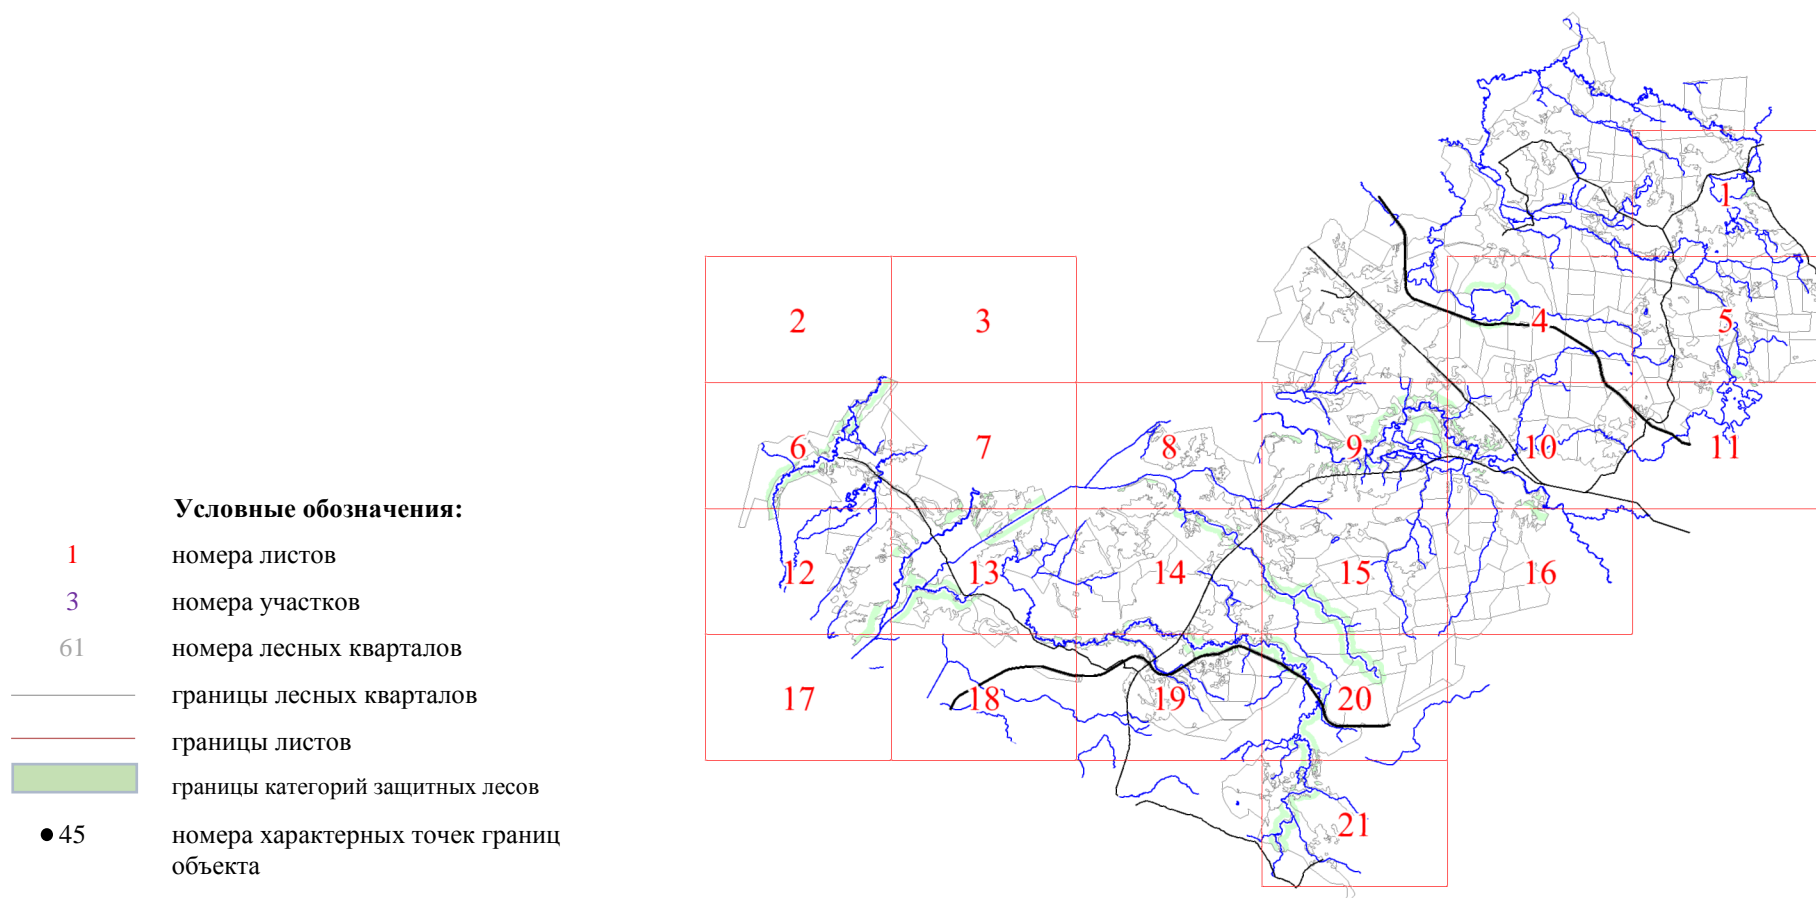 Условные обозначения:
1 номера листов
3 номера участков
61 номера лесных кварталов
границы лесных кварталов
границы листов
границы категорий защитных лесов
45 номера характерных точек границ
объекта
1
2 3 4 5
6 7 8 9 10 11
12 13 14 15 16
17 18 19 20
21